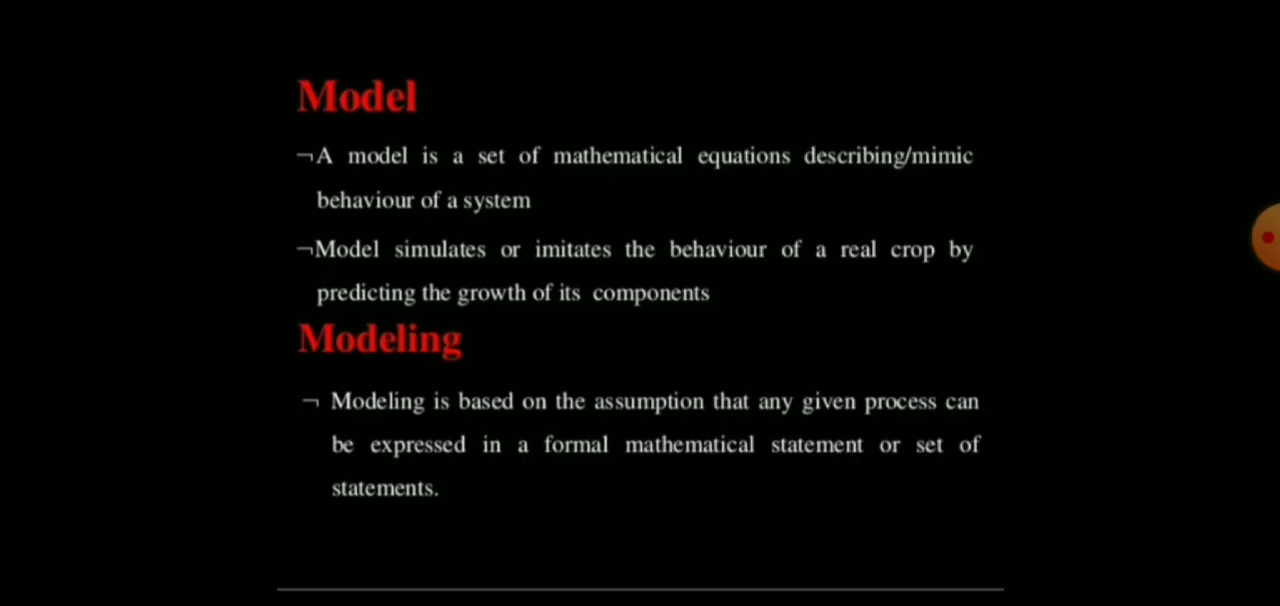 Model
¬A model is a set of mathematical equations describing/mimic
behaviour of a system
¬Model simulates or imitates the behaviour of a real crop by
predicting the growth of its components
Modeling
¬ Modeling is based on the assumption that any given process can
be expressed in a formal mathematical statement or set of
statements.